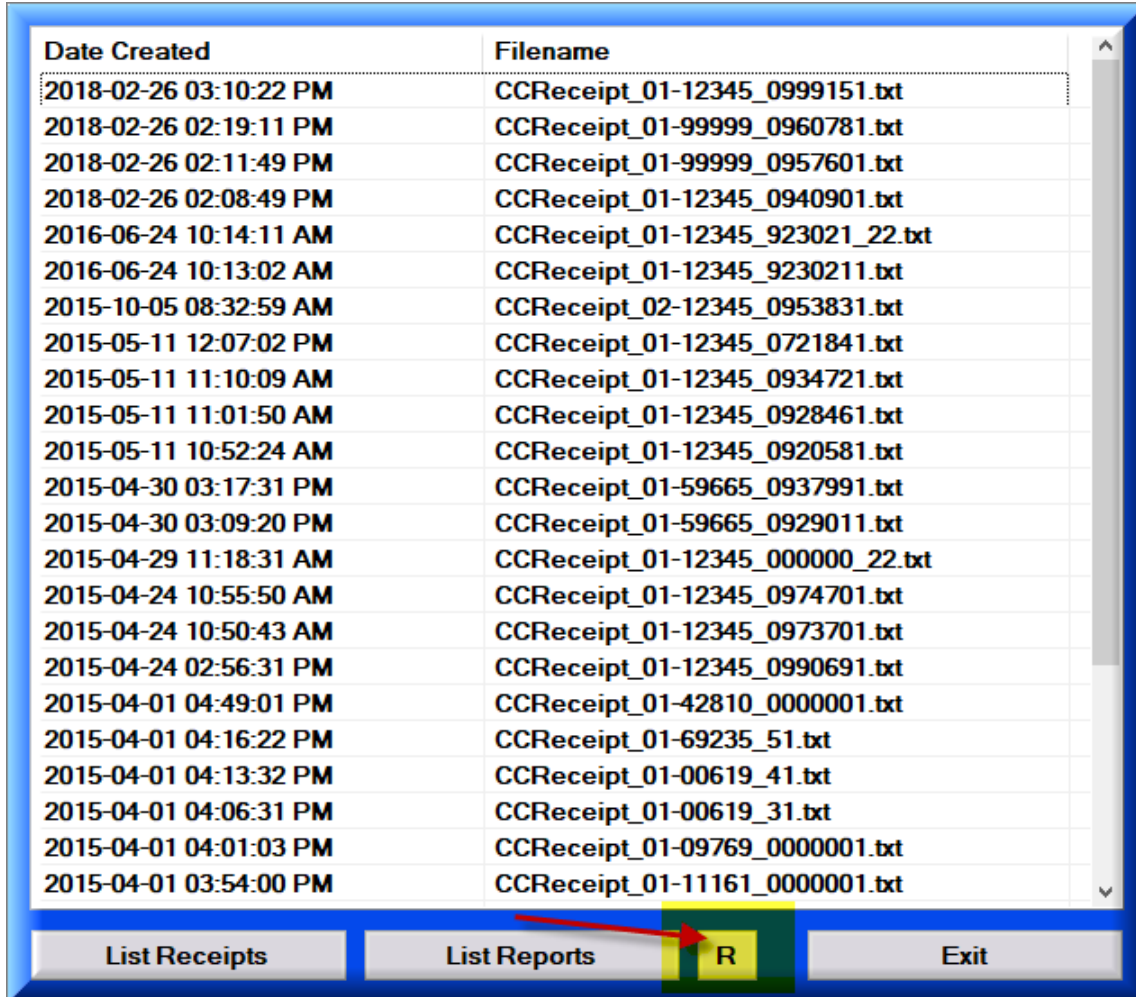 Date Created Filename
2018-02-26 03:10:22 PM CCReceipt_01-12345_0999151.txt
2018-02-26 02:19:11 PM CCReceipt_01-99999_0960781.txt
2018-02-26 02:11:49 PM CCReceipt_01-99999_0957601.txt
2018-02-26 02:08:49 PM CCReceipt_01-12345_0940901.txt
2016-06-24 10:14:11 AM CCReceipt_01-12345_923021_22.txt
2016-06-24 10:13:02 AM CCReceipt_01-12345_9230211.txt
2015-10-05 08:32:59 AM CCReceipt_02-12345_0953831.txt
2015-05-11 12:07:02 PM CCReceipt_01-12345_0721841.txt
2015-05-11 11:10:09 AM CCReceipt_01-12345_0934721.txt
2015-05-11 11:01:50 AM CCReceipt_01-12345_0928461.txt
2015-05-11 10:52:24 AM CCReceipt_01-12345_0920581.txt
2015-04-30 03:17:31 PM CCReceipt_01-59665_0937991.txt
2015-04-30 03:09:20 PM CCReceipt_01-59665_0929011.txt
2015-04-29 11:18:31 AM CCReceipt_01-12345_000000_22.txt
2015-04-24 10:55:50 AM CCReceipt_01-12345_0974701.txt
2015-04-24 10:50:43 AM CCReceipt_01-12345_0973701.txt
2015-04-24 02:56:31 PM CCReceipt_01-12345_0990691.txt
2015-04-01 04:49:01 PM CCReceipt_01-42810_0000001.txt
2015-04-01 04:16:22 PM CCReceipt_01-69235_51.txt
2015-04-01 04:13:32 PM CCReceipt_01-00619_41.txt
2015-04-01 04:06:31 PM CCReceipt_01-00619_31.txt
2015-04-01 04:01:03 PM CCReceipt_01-09769_0000001.txt
2015-04-01 03:54:00 PM CCReceipt_01-11161_0000001.txt
List Receipts List Reports R Exit